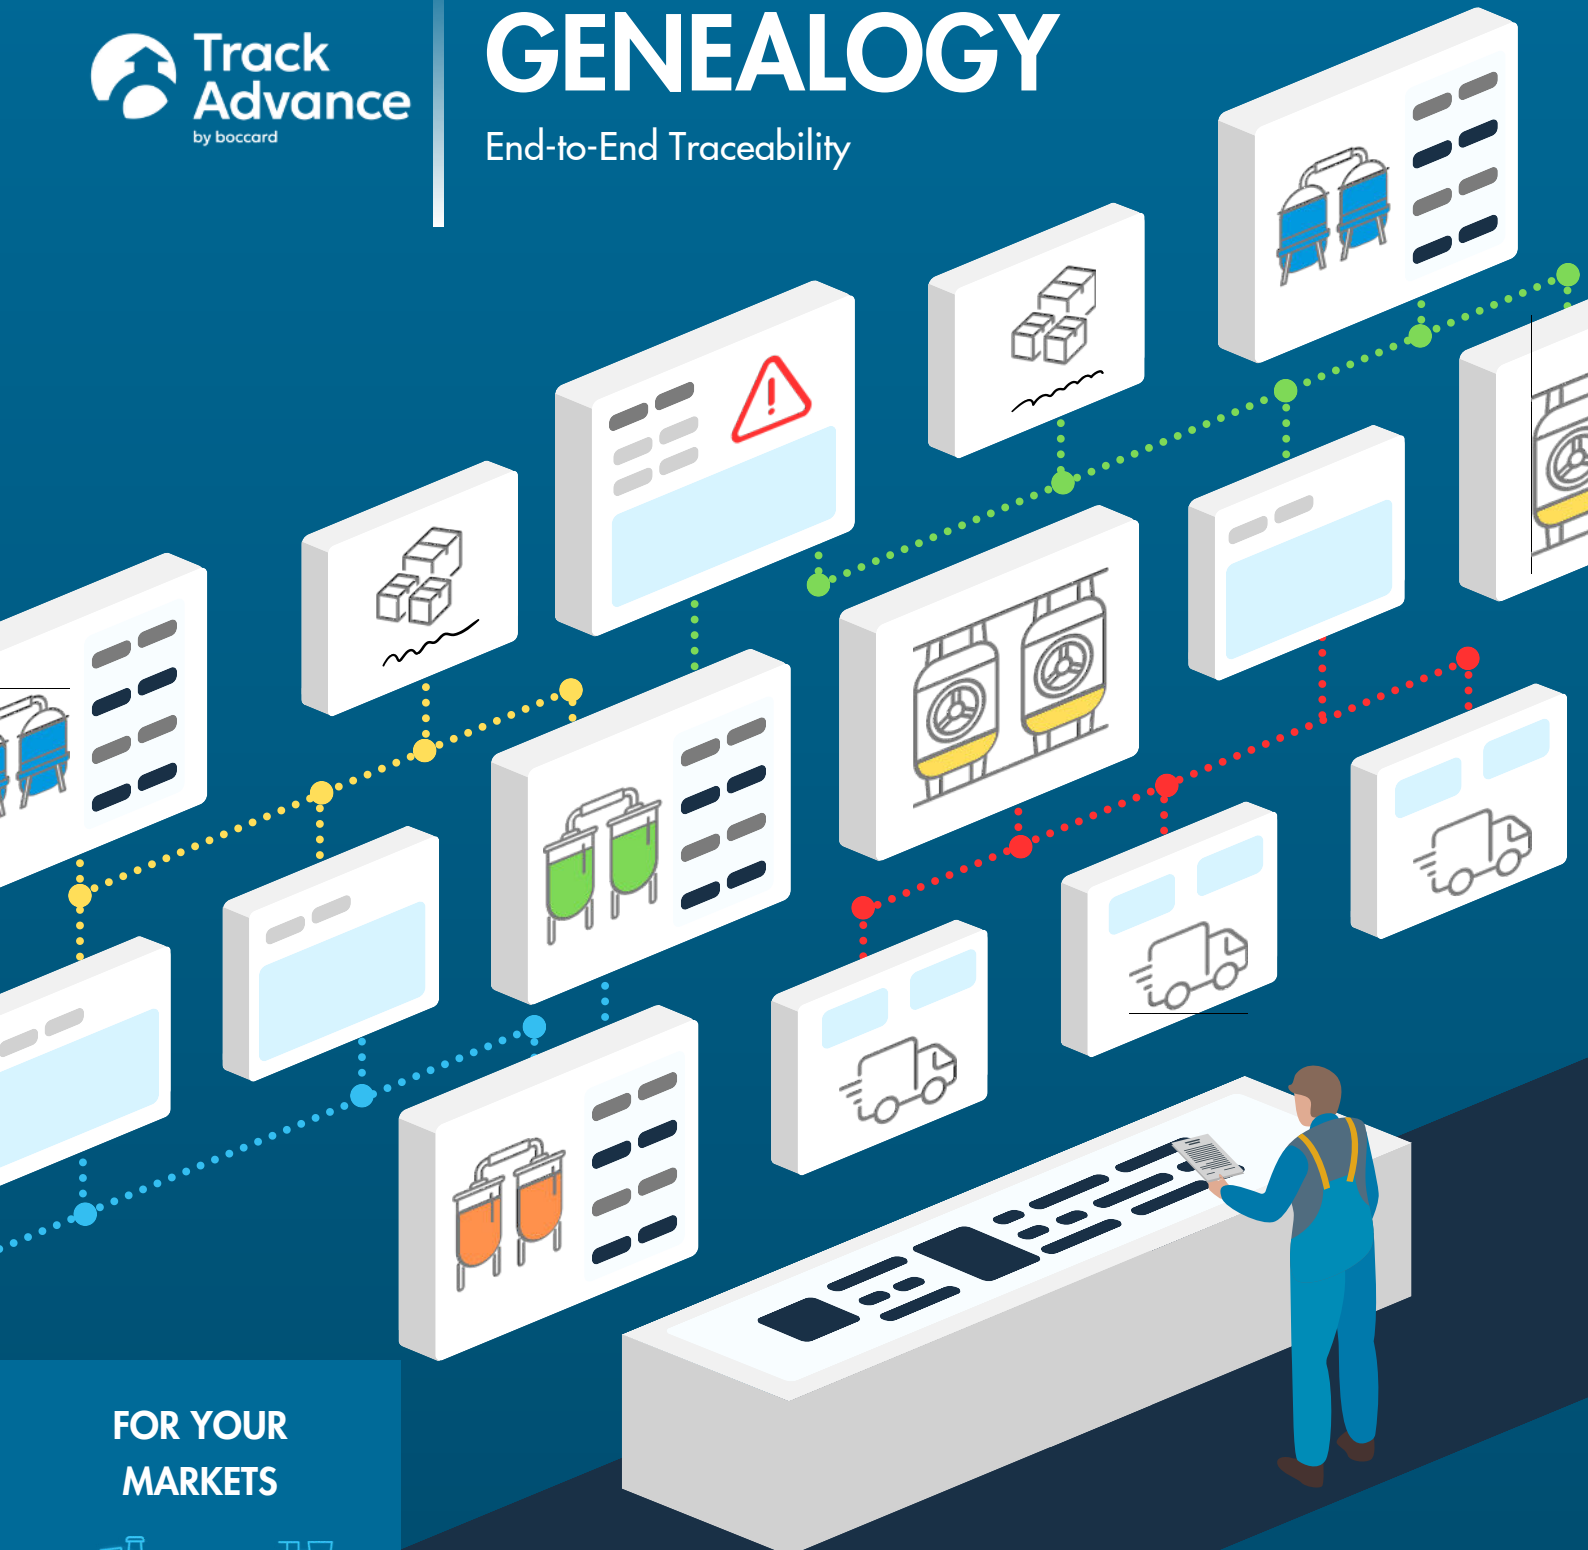 Track
Advance
by boccard
GENEALOGY
End-to-End Traceability
FOR YOUR
MARKETS